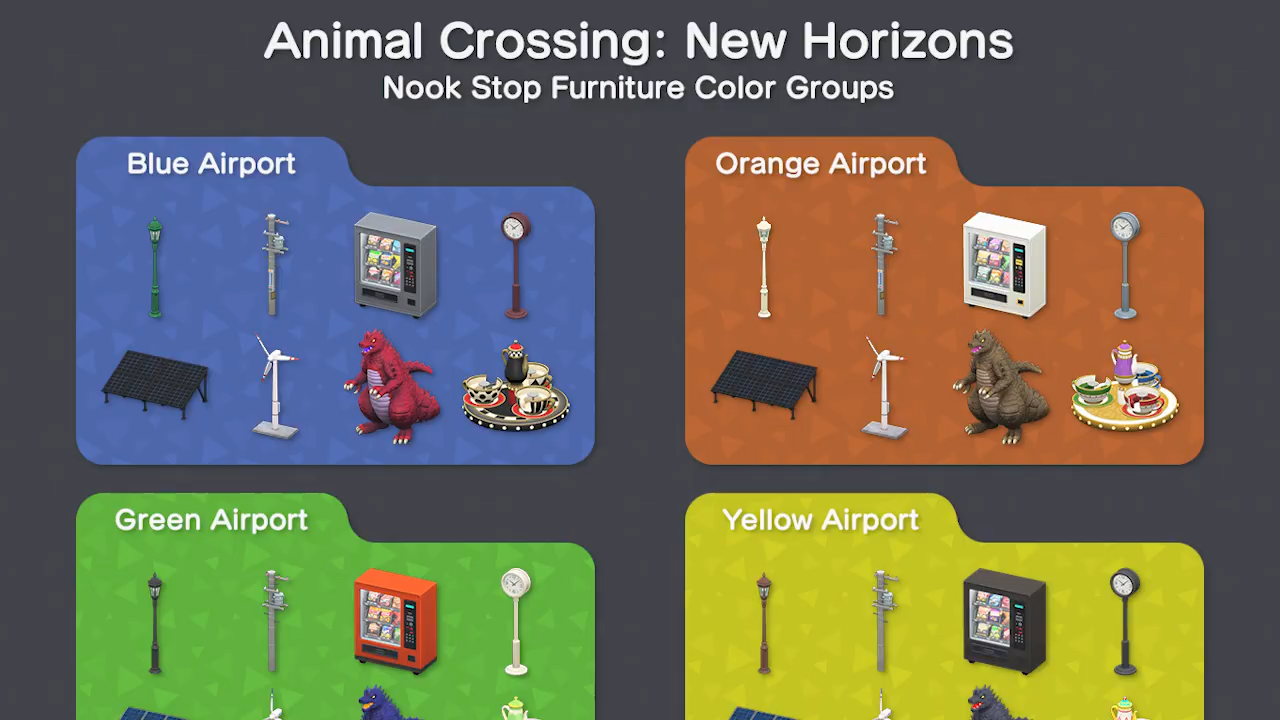 Animal Crossing: New Horizons
Nook Stop Furniture Color Groups
Blue Airport
Orange Airport
Green Airport
Yellow Airport